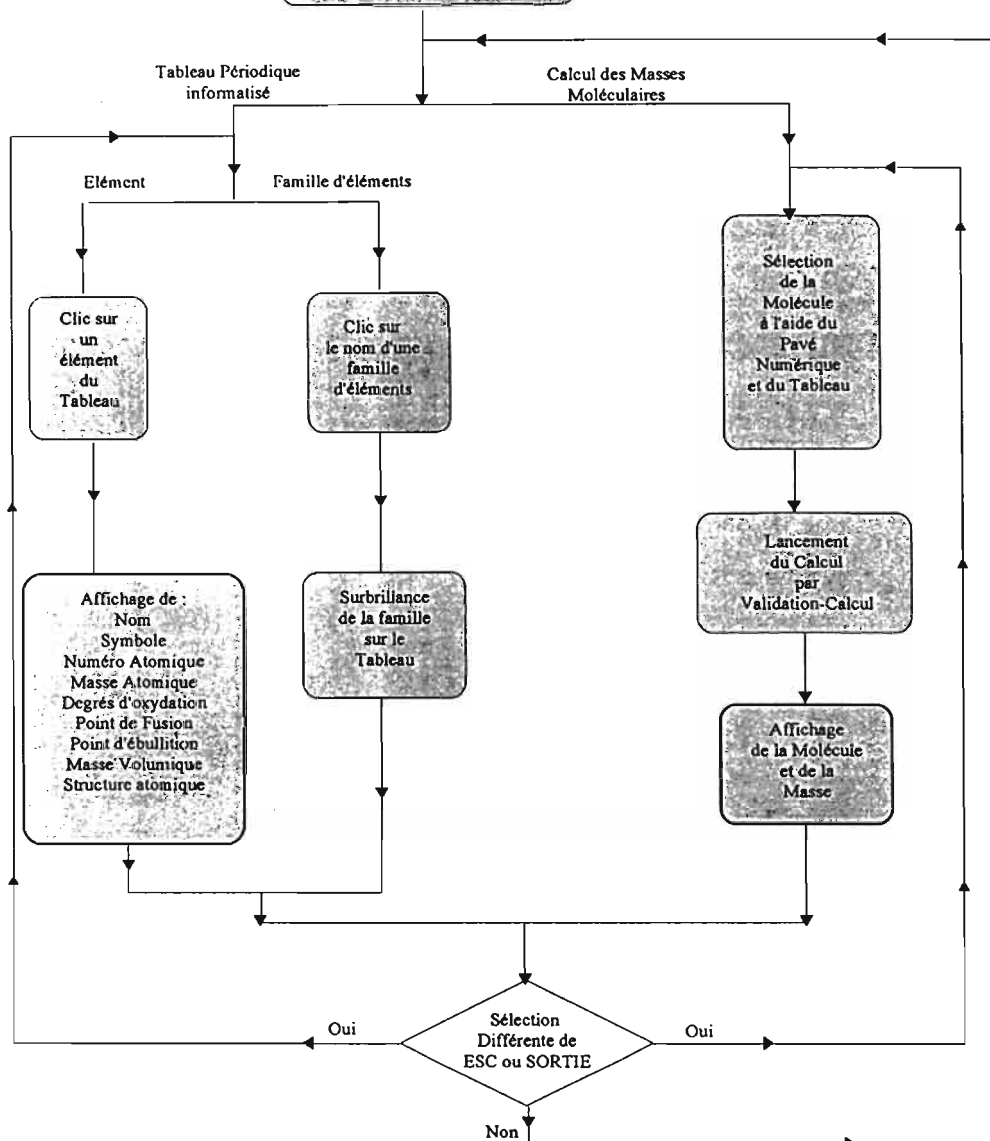 Tableau Périodique
informatisé
Calcul des Masses
Moléculaires
Elément
Famille d'éléments
Clic sur
un
élément
du
Tableau
Clic sur
le nom d'une
famille
d'éléments
Sélection
de la
Molécule
à l'aide du
Pavé
Numérique
et du Tableau
Lancement
du Calcul
par
Validation-Calcul
Affichage de :
Nom
Symbole
Numéro Atomique
Masse Atomique
Degrés d'oxydation
Point de Fusion
Point d'ébullition
Masse Volumique
Structure atomique
Surbrillance
de la famille
sur le
Tableau
Affichage
de la Molécule
et de la
Masse
Oui
Sélection
Différente de
ESC ou SORTIE
Oui
Non